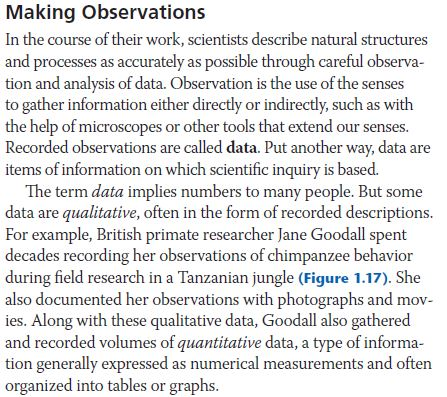 Making Observations
In the course of their work, scientists describe natural structures
and processes as accurately as possible through careful observa-
tion and analysis of data. Observation is the use of the senses
to gather information either directly or indirectly, such as with
the help of microscopes or other tools that extend our senses.
Recorded observations are called data. Put another way, data are
items of information on which scientific inquiry is based.
The term data implies numbers to many people. But some
data are qualitative, often in the form of recorded descriptions.
For example, British primate researcher Jane Goodall spent
decades recording her observations of chimpanzee behavior
during field research in a Tanzanian jungle (Figure 1.17). She
also documented her observations with photographs and mov-
ies. Along with these qualitative data, Goodall also gathered
and recorded volumes of quantitative data, a type of informa-
tion generally expressed as numerical measurements and often
organized into tables or graphs.